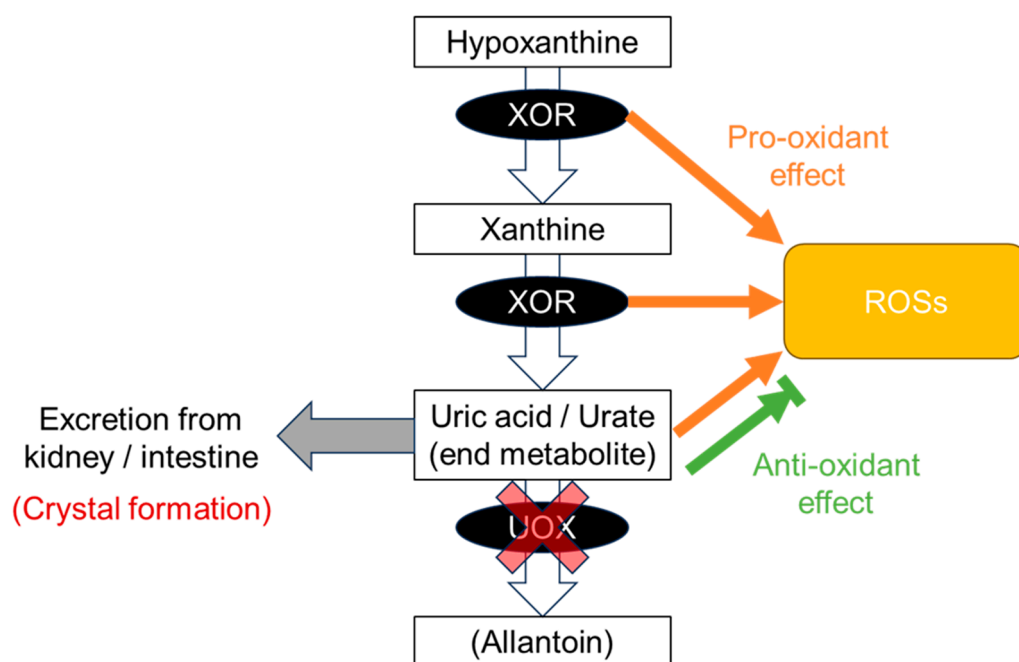 Hypoxanthine
XOR
Pro-oxidant
effect
Xanthine
XOR
ROSs
Uric acid / Urate
(end metabolite)
Excretion from
kidney / intestine
(Crystal formation)
Anti-oxidant
effect
UOX
(Allantoin)